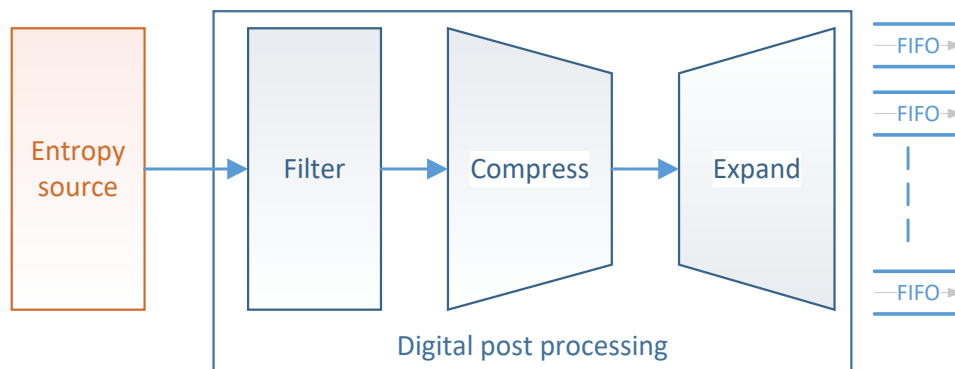 Entropy
source
Filter
Compress
Expand
FIFO
FIFO
FIFO
Digital post processing